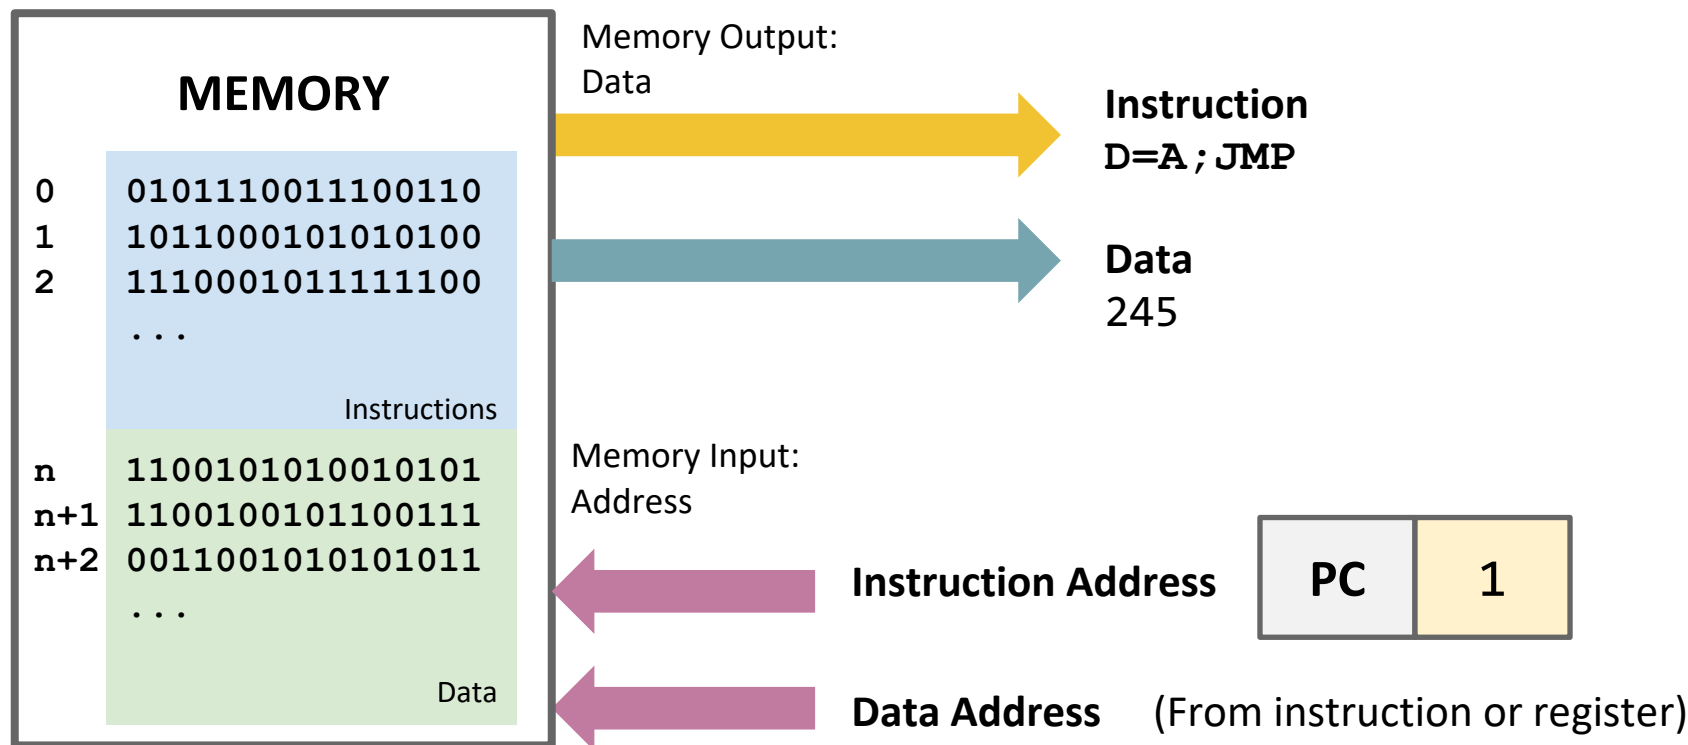 MEMORY
0 0101110011100110
1 1011000101010100
2 1110001011111100
...
Instructions
n 1100101010010101
n+1 1100100101100111
n+2 0011001010101011
...
Data
Memory Output:
Data
Instruction
D=A;JMP
Data
245
Memory Input:
Address
Instruction Address PC 1
Data Address (From instruction or register)